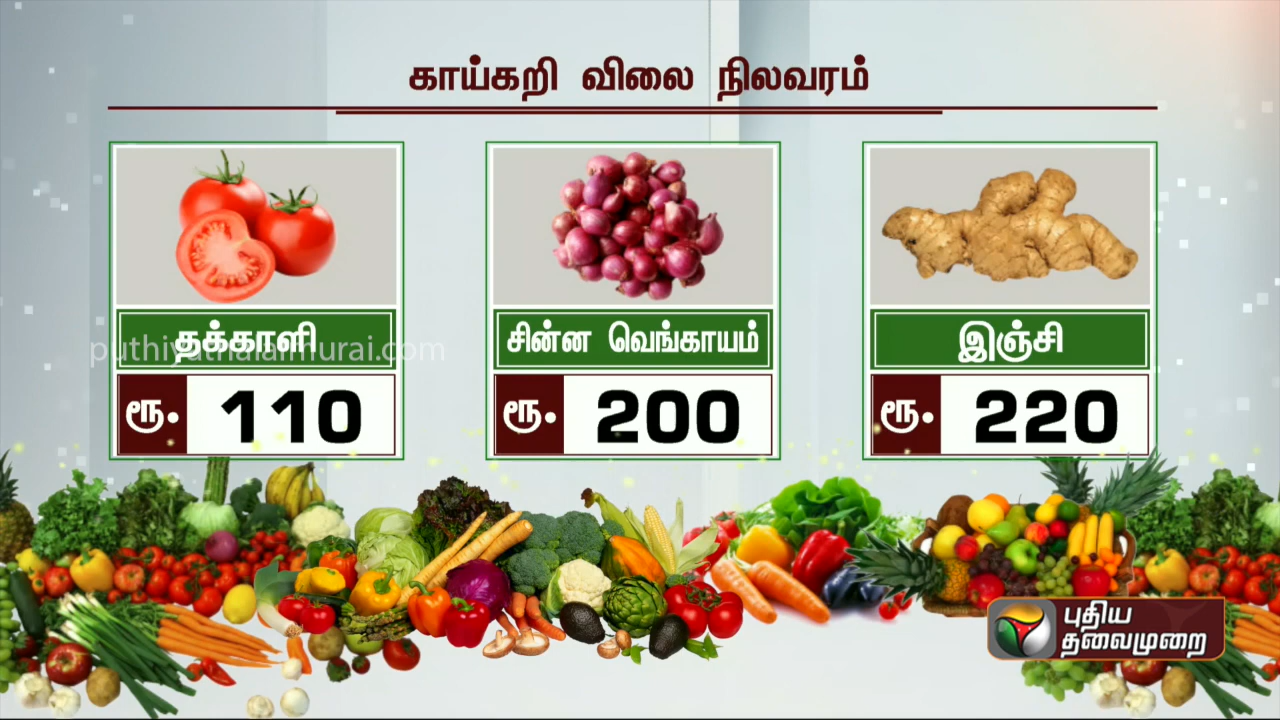 காய்கறி விலை நிலவரம்
தக்காளி
சின்ன வெங்காயம்
இஞ்சி
puthiyathalaimurai.com
ரூ. 110
ரூ. 200
ரூ. 220
புதிய
தலைமுறை